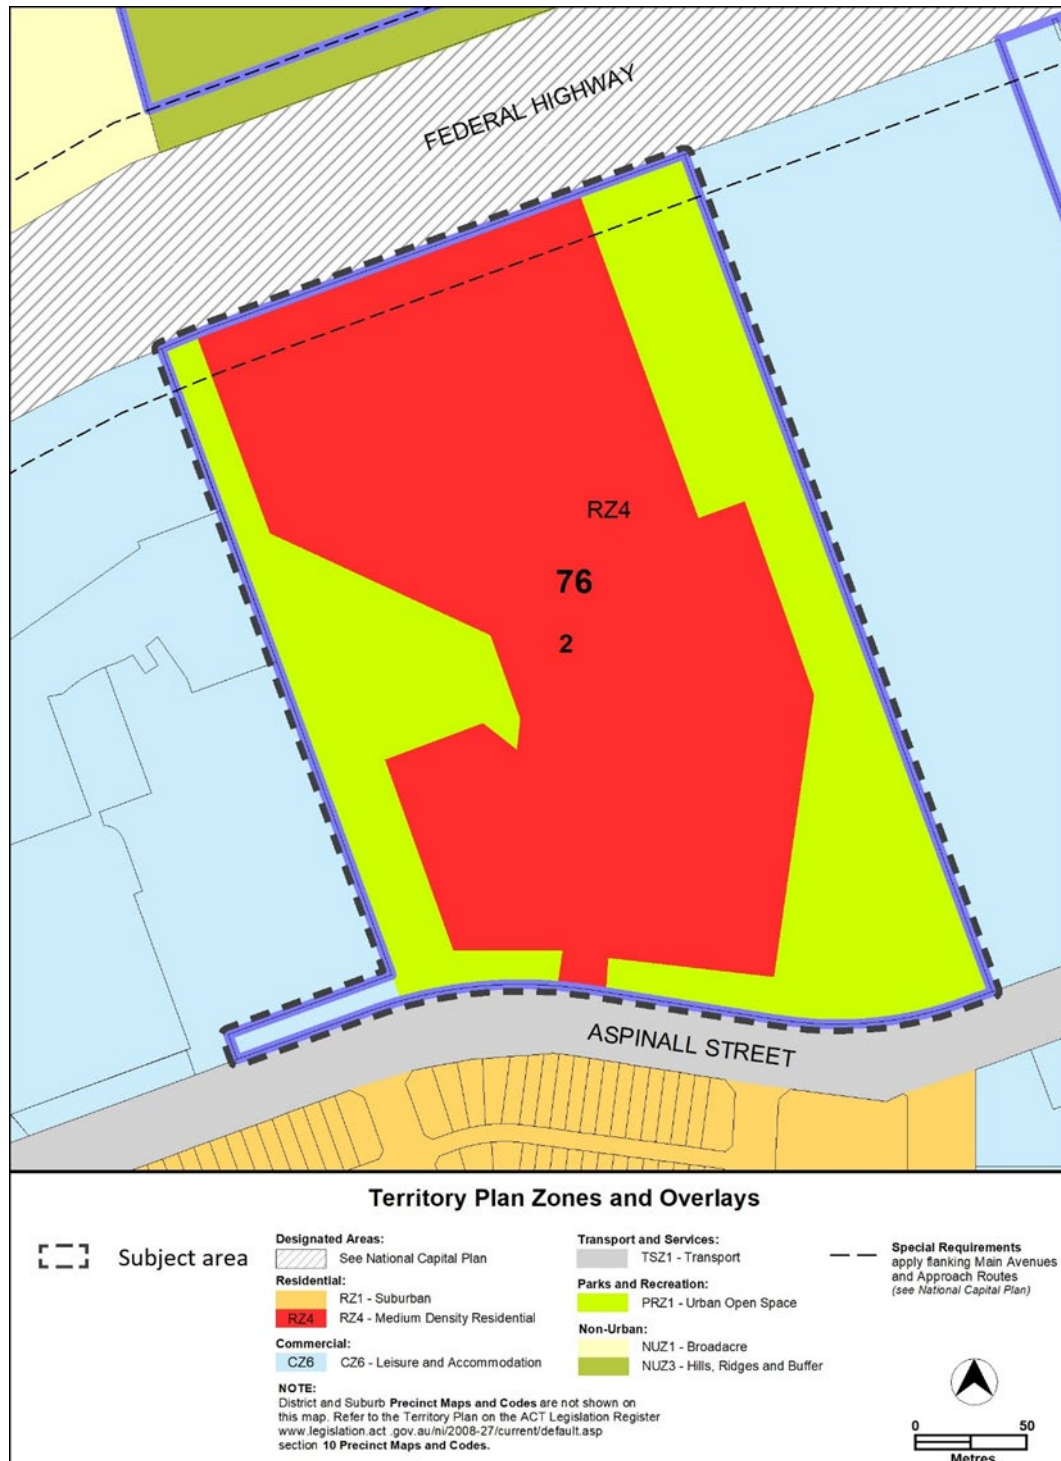 FEDERAL HIGHWAY
RZ4
76
2
ASPINALL STREET
Territory Plan Zones and Overlays
Subject area
Designated Areas:
See National Capital Plan
Residential:
RZ1 - Suburban
RZ4 RZ4 - Medium Density Residential
Commercial:
CZ6 CZ6 - Leisure and Accommodation
NOTE:
District and Suburb Precinct Maps and Codes are not shown on
this map. Refer to the Territory Plan on the ACT Legislation Register
www.legislation.act .gov.au/ni/2008-27/current/default.asp
section 10 Precinct Maps and Codes.
Transport and Services:
TSZ1 - Transport
Parks and Recreation:
PRZ1 - Urban Open Space
Non-Urban:
NUZ1 - Broadacre
NUZ3 - Hills, Ridges and Buffer
Special Requirements
apply flanking Main Avenues
and Approach Routes
(see National Capital Plan)
0 50
Metres